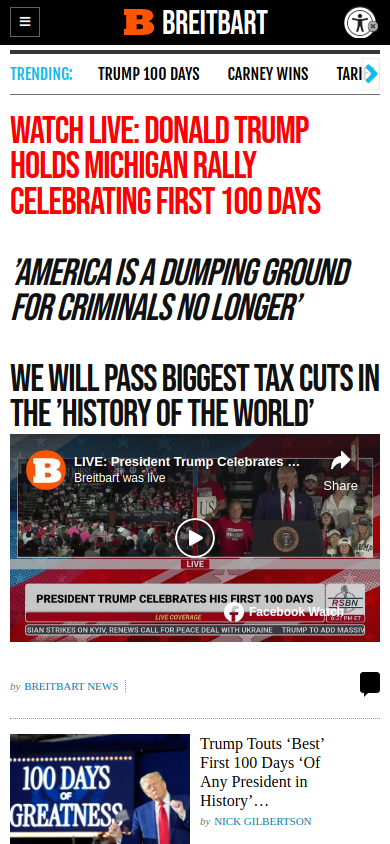 BREITBART
TRENDING:
TRUMP 100 DAYS
CARNEY WINS
TARI
WATCH LIVE: DONALD TRUMP
HOLDS MICHIGAN RALLY
CELEBRATING FIRST 100 DAYS
’AMERICA IS A DUMPING GROUND
FOR CRIMINALS NO LONGER’
WE WILL PASS BIGGEST TAX CUTS IN
THE ’HISTORY OF THE WORLD’
LIVE: President Trump Celebrates …
Breitbart was live
Share
US
LIVE
PRESIDENT TRUMP CELEBRATES HIS FIRST 100 DAYS
RSBN
LIVE COVERAGE
6:37 PM ET
Facebook Watch
SIAN STRIKES ON KYIV, RENEWS CALL FOR PEACE DEAL WITH UKRAINE TRUMP TO ADD MASSIV
by BREITBART NEWS
100 DAYS
OF
GREATNESS
Trump Touts ‘Best’
First 100 Days ‘Of
Any President in
History’…
by NICK GILBERTSON